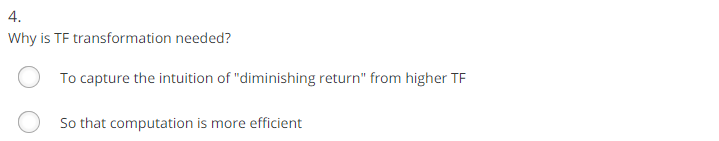 4.
Why is TF transformation needed?
To capture the intuition of "diminishing return" from higher TF
So that computation is more efficient